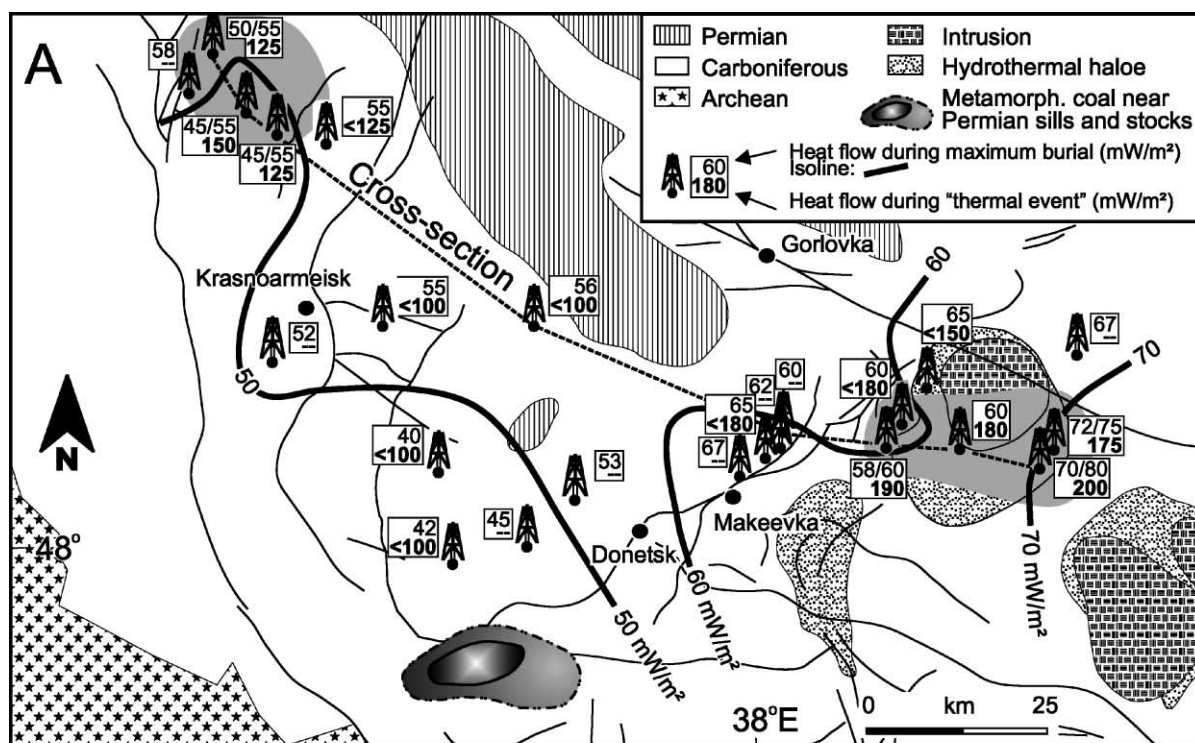 A
58
--
50/55
125
45/55
150
45/55
125
55
<125
Permian
Carboniferous
Archean
Intrusion
Hydrothermal haloe
Metamorph. coal near
Permian sills and stocks
60
180
Heat flow during maximum burial (mW/m²)
Isoline:
Heat flow during “thermal event” (mW/m²)
Cross-section
Gorlovka
Krasnoarmeisk
52
--
55
<100
56
<100
60
65
<150
67
--
70
50
60
--
62
--
65
<180
67
--
60
<180
60
180
72/75
175
70/80
200
58/60
190
40
<100
53
--
42
<100
45
--
Makeevka
Donetsk
48°
N
50 mW/m²
60 mW/m²
70 mW/m²
38°E
0 km 25